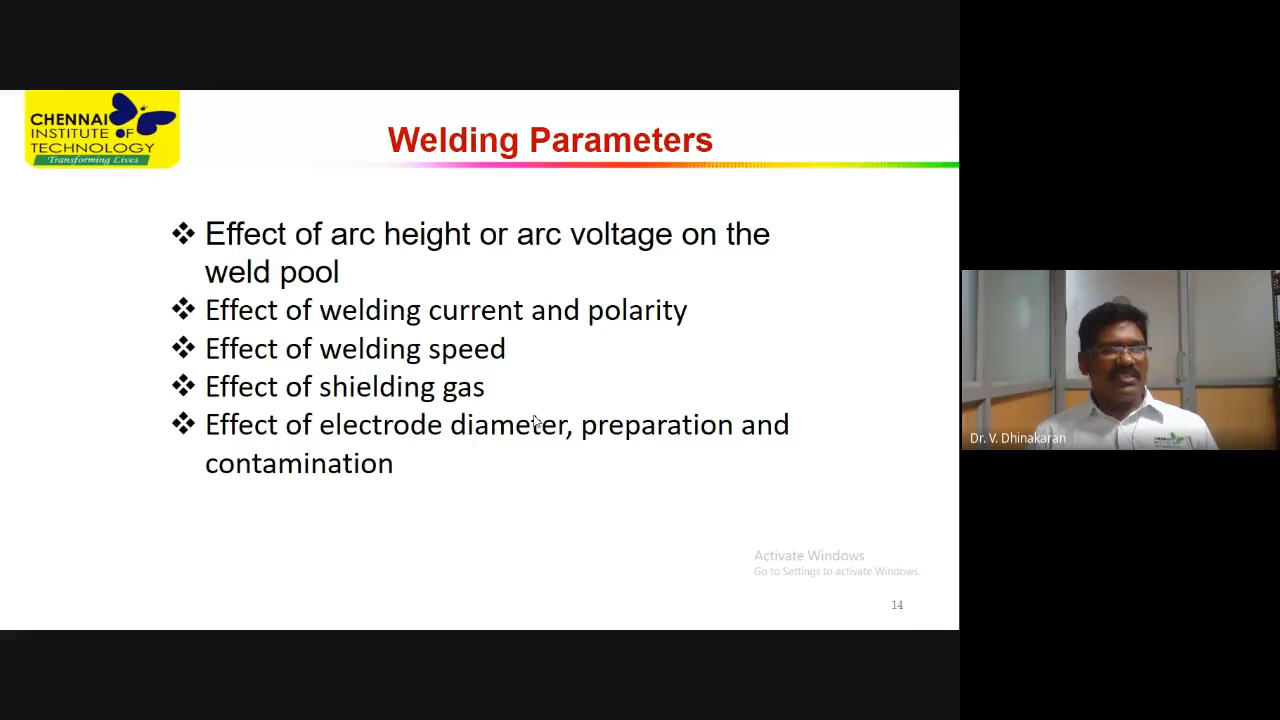 CHENNAI
INSTITUTE OF
TECHNOLOGY
Transforming Lives
Welding Parameters
❖ Effect of arc height or arc voltage on the
weld pool
❖ Effect of welding current and polarity
❖ Effect of welding speed
❖ Effect of shielding gas
❖ Effect of electrode diameter, preparation and
contamination
Activate Windows
Go to Settings to activate Windows.
14
Dr. V. Dhinakaran